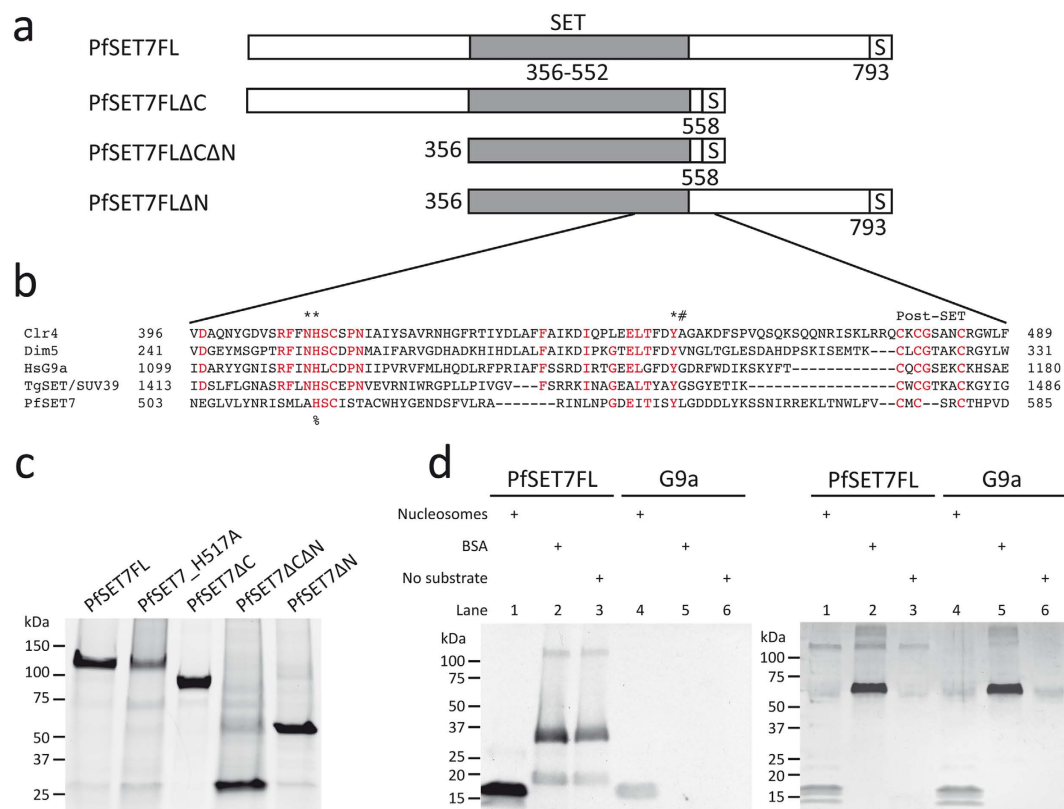 a
SET
PfSET7FL
S
356-552
793
PfSET7FLΔC
S
558
PfSET7FLΔCΔN
356
S
558
PfSET7FLΔN
356
S
793
b
** *# Post-SET
Clr4 396 VDAQNYGDVSRFFNHSCSPNIAIYSAVRNHGFRTIYDLAFFAIKDIQPLEELTFDYAGAKDFSPVQSQKSQQNRISKLRRQCKCGSANCRGWLF 489
Dim5 241 VDGEYMSGPTRFINHSCDPNMAIFARVGDHADKHIHDLALFAIKDIPKGTELTFDYVNGLTGLESDAHDPSKISEMTK---CLCGTAKCRGYLW 331
HsG9a 1099 IDARYYGNISRFINHLCDPNIIPVRVFMLHQDLRFPRIAFFSSRDIRTGEELGFDYGDRFWDIKSKYFT------------CQCGSEKCKHSAE 1180
TgSET/SUV39 1413 IDSLFLGNASRFLNHSCEPNVEVRNIWRGPLLPIVGV---FSRRKINAGEALTYAYGSGYETIK-----------------CWCGTKACKGYIG 1486
PfSET7 503 NEGLVLYNRISMLAHSCISTACWHYGENDSFVLRA-------RINLNPGDEITISYLGDDDLYKSSNIRREKLTNWLFV--CMC--SRCTHPVD 585
%
c
PfSET7FL PfSET7_H517A PfSET7ΔC PfSET7ΔCΔN PfSET7ΔN
kDa
150
100
75
50
37
25
d
PfSET7FL G9a PfSET7FL G9a
Nucleosomes + + + +
BSA + + + +
No substrate + + + +
Lane 1 2 3 4 5 6 1 2 3 4 5 6
kDa
100
75
50
37
25
20
15
kDa
100
75
50
37
25
20
15